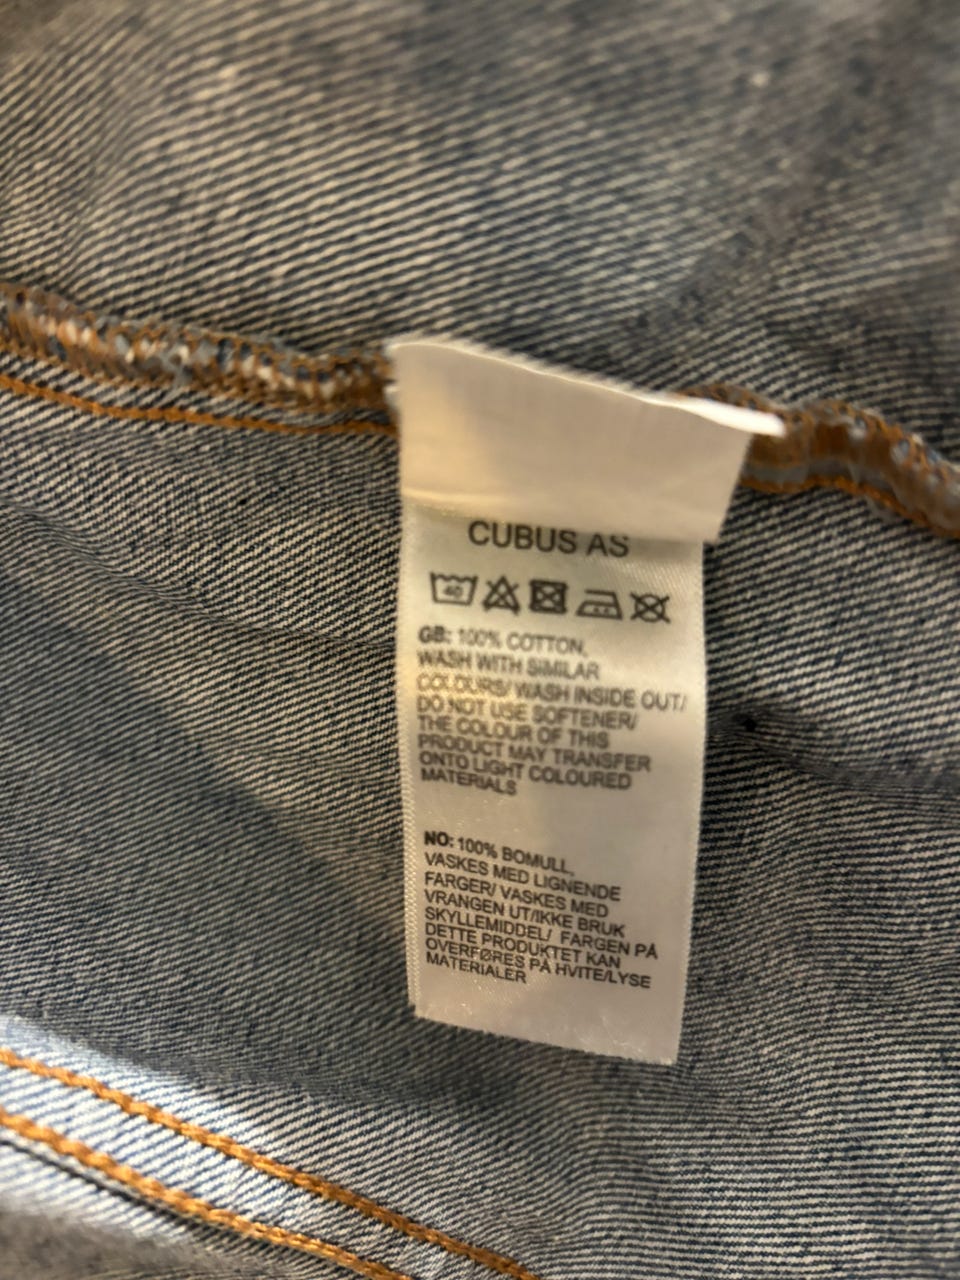 CUBUS AS
40
GB: 100% COTTON,
WASH WITH SIMILAR
COLOURS/ WASH INSIDE OUT/
DO NOT USE SOFTENER/
THE COLOUR OF THIS
PRODUCT MAY TRANSFER
ONTO LIGHT COLOURED
MATERIALS
NO: 100% BOMULL,
VASKES MED LIGNENDE
FARGER/ VASKES MED
VRANGEN UT/IKKE BRUK
SKYLLEMIDDEL/ FARGEN PÅ
DETTE PRODUKTET KAN
OVERFØRES PÅ HVITE/LYSE
MATERIALER